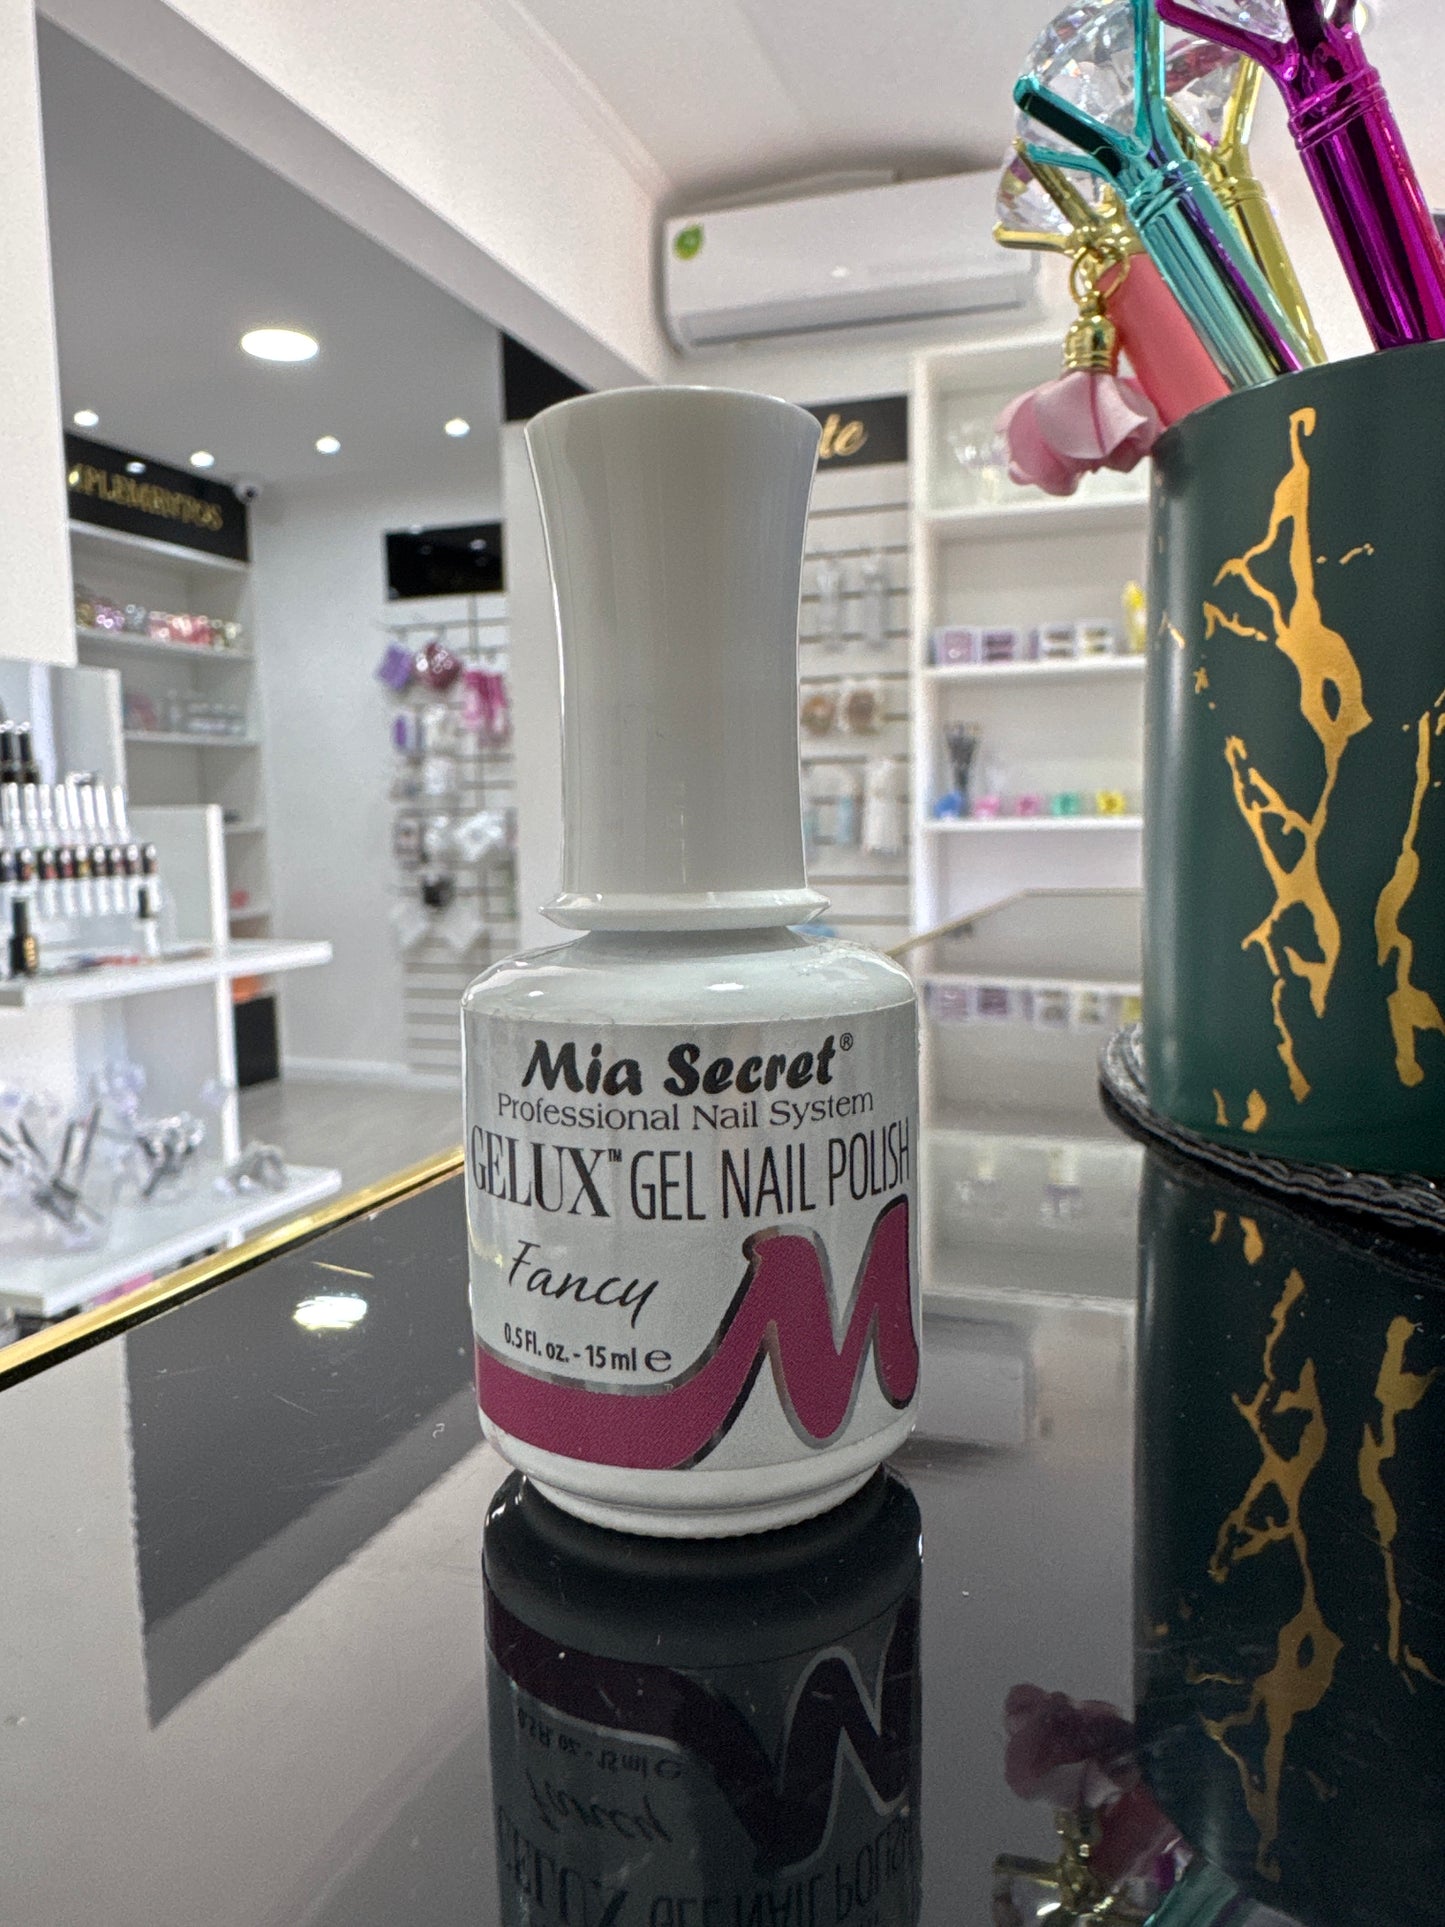 Mia Secret®
Professional Nail System
GELUX™ GEL NAIL POLISH
Fancy
0.5 Fl. oz. - 15 ml ℮